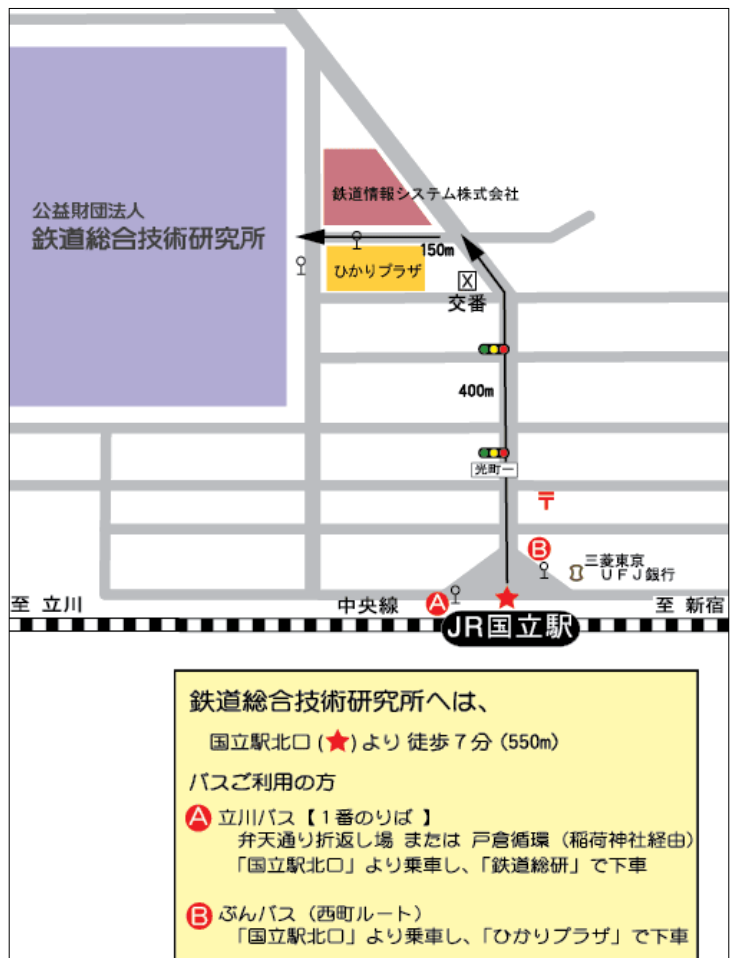 公益財団法人
鉄道総合技術研究所
鉄道情報システム株式会社
150m
ひかりプラザ
X
交番
400m
光町一
〒
B
三菱東京
UFJ銀行
至 立川
中央線
A
至 新宿
JR国立駅
鉄道総合技術研究所へは、
国立駅北口(★)より 徒歩7分(550m)
バスご利用の方
A 立川バス【1番のりば】
弁天通り折返し場 または 戸倉循環(稲荷神社経由)
「国立駅北口」より乗車し、「鉄道総研」で下車
B ぶんバス(西町ルート)
「国立駅北口」より乗車し、「ひかりプラザ」で下車